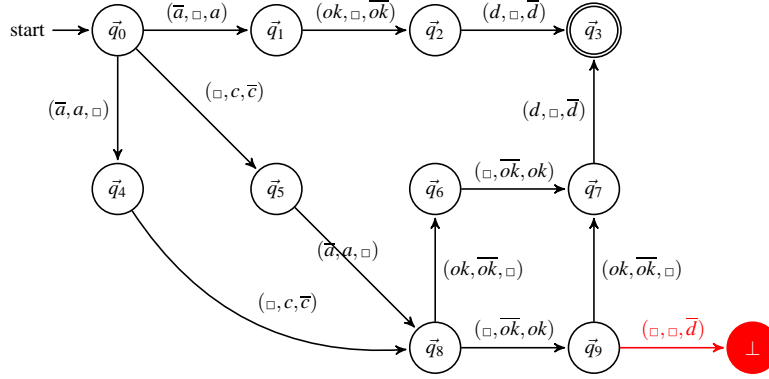 start q⃗0 (a̅, □, a) q⃗1 (ok, □, o̅k̅) q⃗2 (d, □, d̅) q⃗3
(□, c, c̅)
(a̅, a, □) (d, □, d̅)
q⃗4 q⃗5 q⃗6 (□, o̅k̅, ok) q⃗7
(a̅, a, □)
(ok, o̅k̅, □) (ok, o̅k̅, □)
(□, c, c̅)
q⃗8 (□, o̅k̅, ok) q⃗9 (□, □, d̅) ⊥